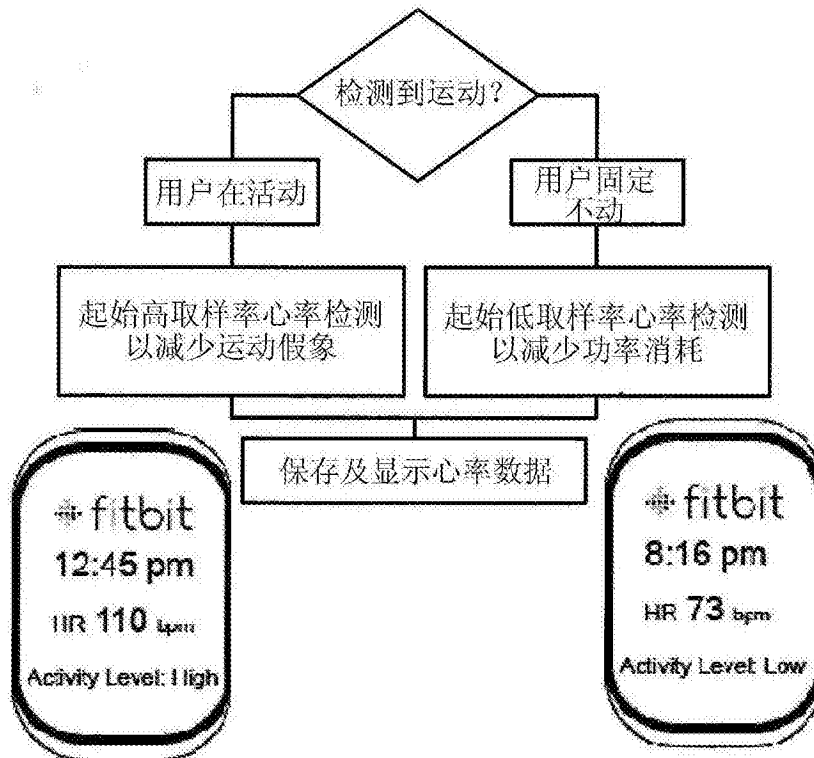 检测到运动?
用户在活动
用户固定
不动
起始高取样率心率检测
以减少运动假象
起始低取样率心率检测
以减少功率消耗
保存及显示心率数据
fitbit
12:45 pm
HR 110 bpm
Activity Level: High
fitbit
8:16 pm
HR 73 bpm
Activity Level: Low